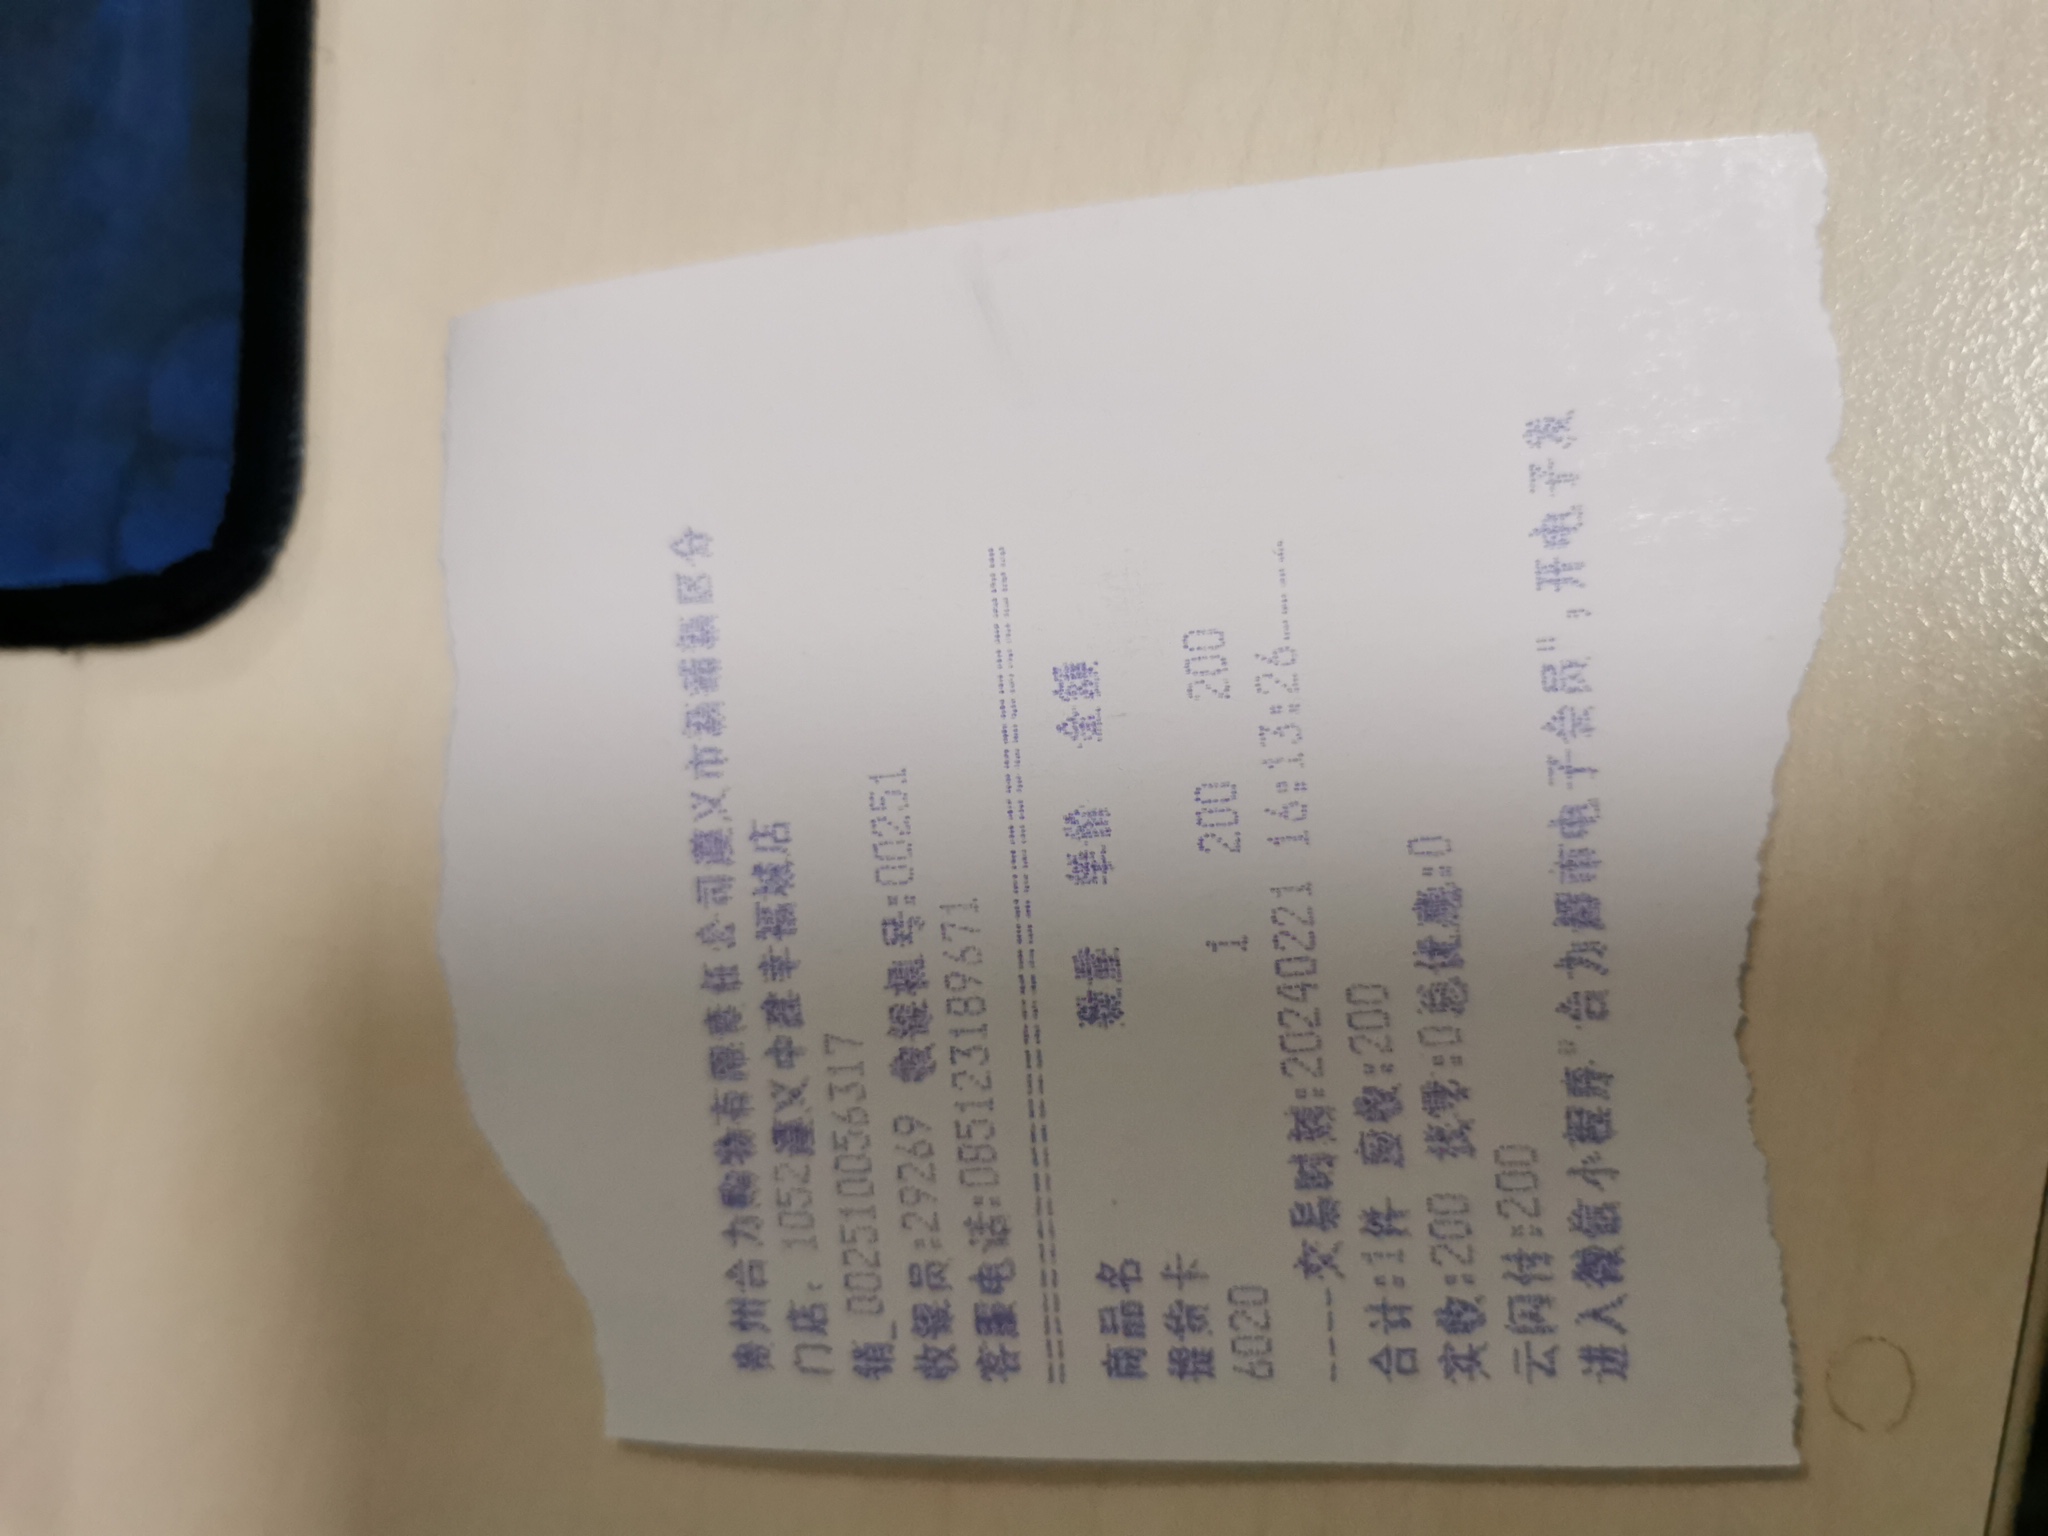 贵州合力购物有限责任公司遵义市新蒲新区分
门店: 1052遵义中建幸福城店
销_002510056317
收银员:29269 收银机号:00251
客服电话:085123189671
商品名 数量 单价 金额
提货卡
6020 1 200 200
-----交易时刻:20240221 16:13:26-----
合计:1件 应收:200
实收:200 找零:0总优惠:0
云闪付:200
进入微信小程序"合力超市电子会员",开电子发